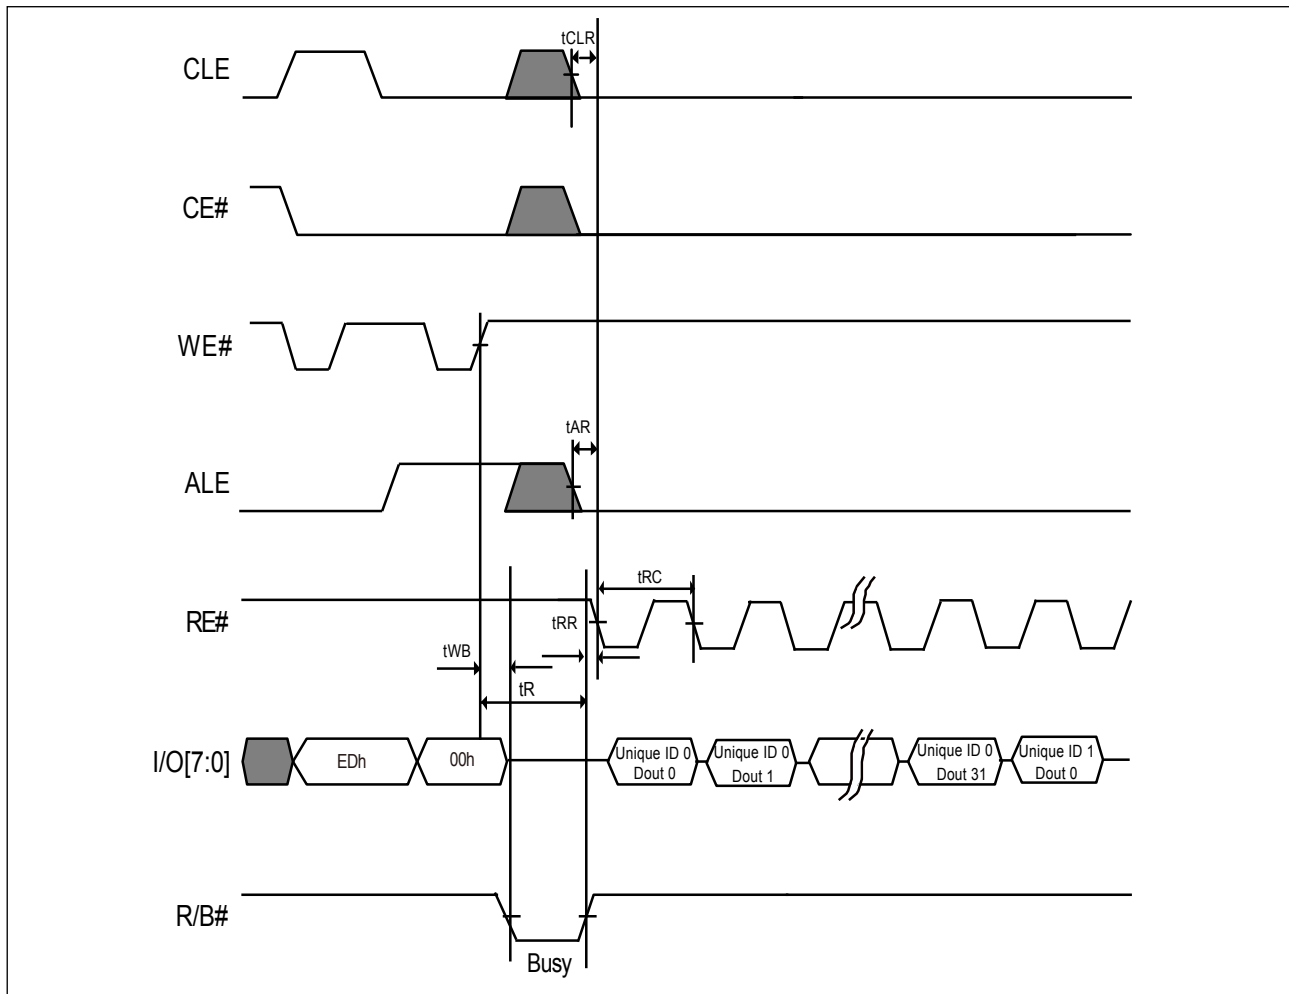 tCLR
CLE
CE#
WE#
tAR
ALE
tRC
RE#
tRR
tWB
tR
I/O[7:0]
EDh
00h
Unique ID 0
Dout 0
Unique ID 0
Dout 1
Unique ID 0
Dout 31
Unique ID 1
Dout 0
R/B#
Busy